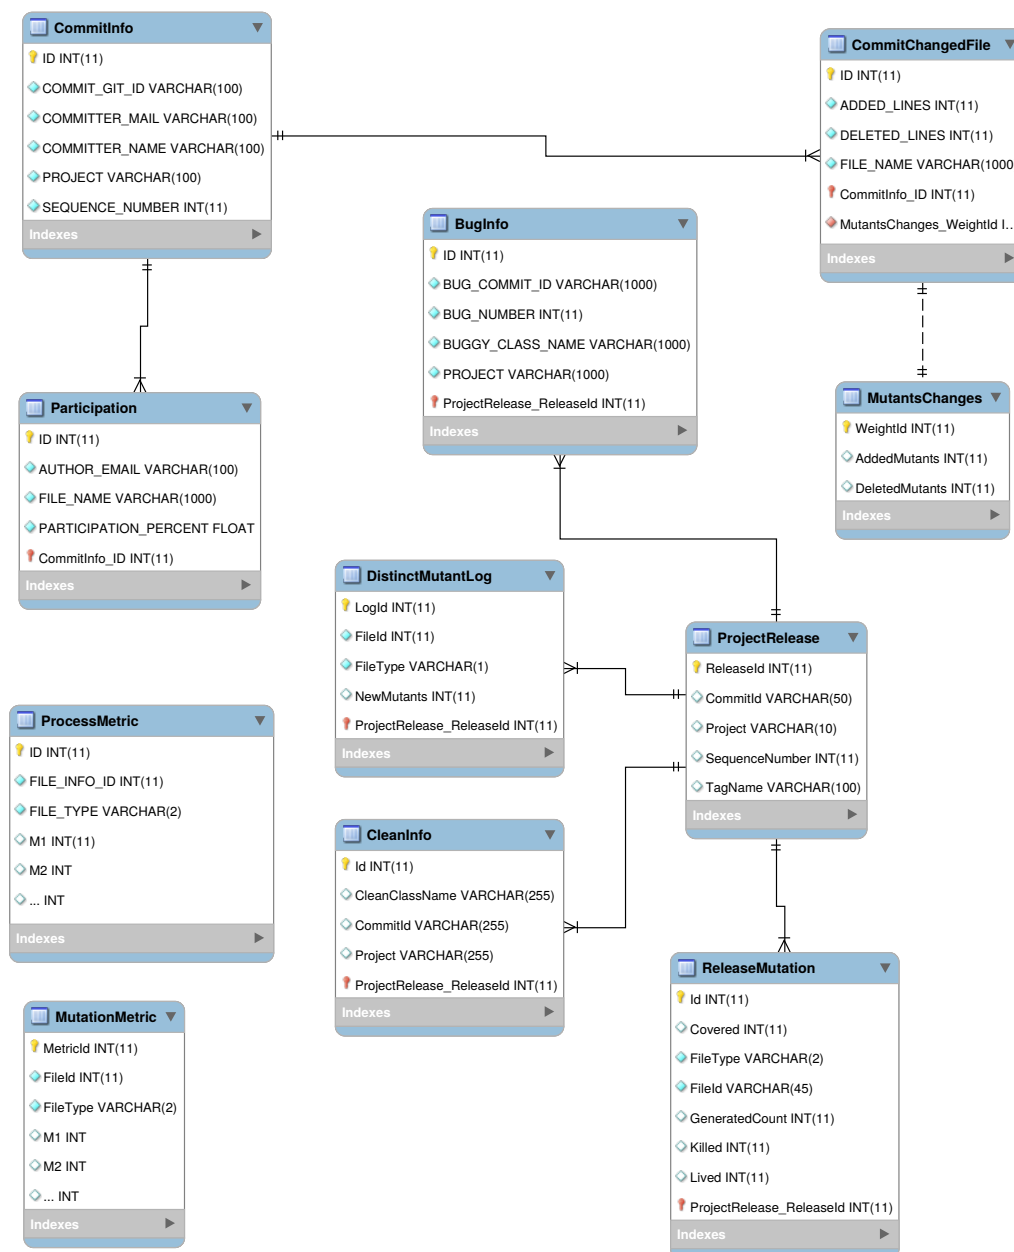 CommitInfo
ID INT(11)
COMMIT_GIT_ID VARCHAR(100)
COMMITTER_MAIL VARCHAR(100)
COMMITTER_NAME VARCHAR(100)
PROJECT VARCHAR(100)
SEQUENCE_NUMBER INT(11)
Indexes
CommitChangedFile
ID INT(11)
ADDED_LINES INT(11)
DELETED_LINES INT(11)
FILE_NAME VARCHAR(1000
CommitInfo_ID INT(11)
MutantsChanges_WeightId I...
Indexes
BugInfo
ID INT(11)
BUG_COMMIT_ID VARCHAR(1000)
BUG_NUMBER INT(11)
BUGGY_CLASS_NAME VARCHAR(1000)
PROJECT VARCHAR(1000)
ProjectRelease_ReleaseId INT(11)
Indexes
Participation
ID INT(11)
AUTHOR_EMAIL VARCHAR(100)
FILE_NAME VARCHAR(1000)
PARTICIPATION_PERCENT FLOAT
CommitInfo_ID INT(11)
Indexes
MutantsChanges
WeightId INT(11)
AddedMutants INT(11)
DeletedMutants INT(11)
Indexes
DistinctMutantLog
LogId INT(11)
FileId INT(11)
FileType VARCHAR(1)
NewMutants INT(11)
ProjectRelease_ReleaseId INT(11)
Indexes
ProjectRelease
ReleaseId INT(11)
CommitId VARCHAR(50)
Project VARCHAR(10)
SequenceNumber INT(11)
TagName VARCHAR(100)
Indexes
ProcessMetric
ID INT(11)
FILE_INFO_ID INT(11)
FILE_TYPE VARCHAR(2)
M1 INT(11)
M2 INT
... INT
Indexes
CleanInfo
Id INT(11)
CleanClassName VARCHAR(255)
CommitId VARCHAR(255)
Project VARCHAR(255)
ProjectRelease_ReleaseId INT(11)
Indexes
MutationMetric
MetricId INT(11)
FileId INT(11)
FileType VARCHAR(2)
M1 INT
M2 INT
... INT
Indexes
ReleaseMutation
Id INT(11)
Covered INT(11)
FileType VARCHAR(2)
FileId VARCHAR(45)
GeneratedCount INT(11)
Killed INT(11)
Lived INT(11)
ProjectRelease_ReleaseId INT(11)
Indexes